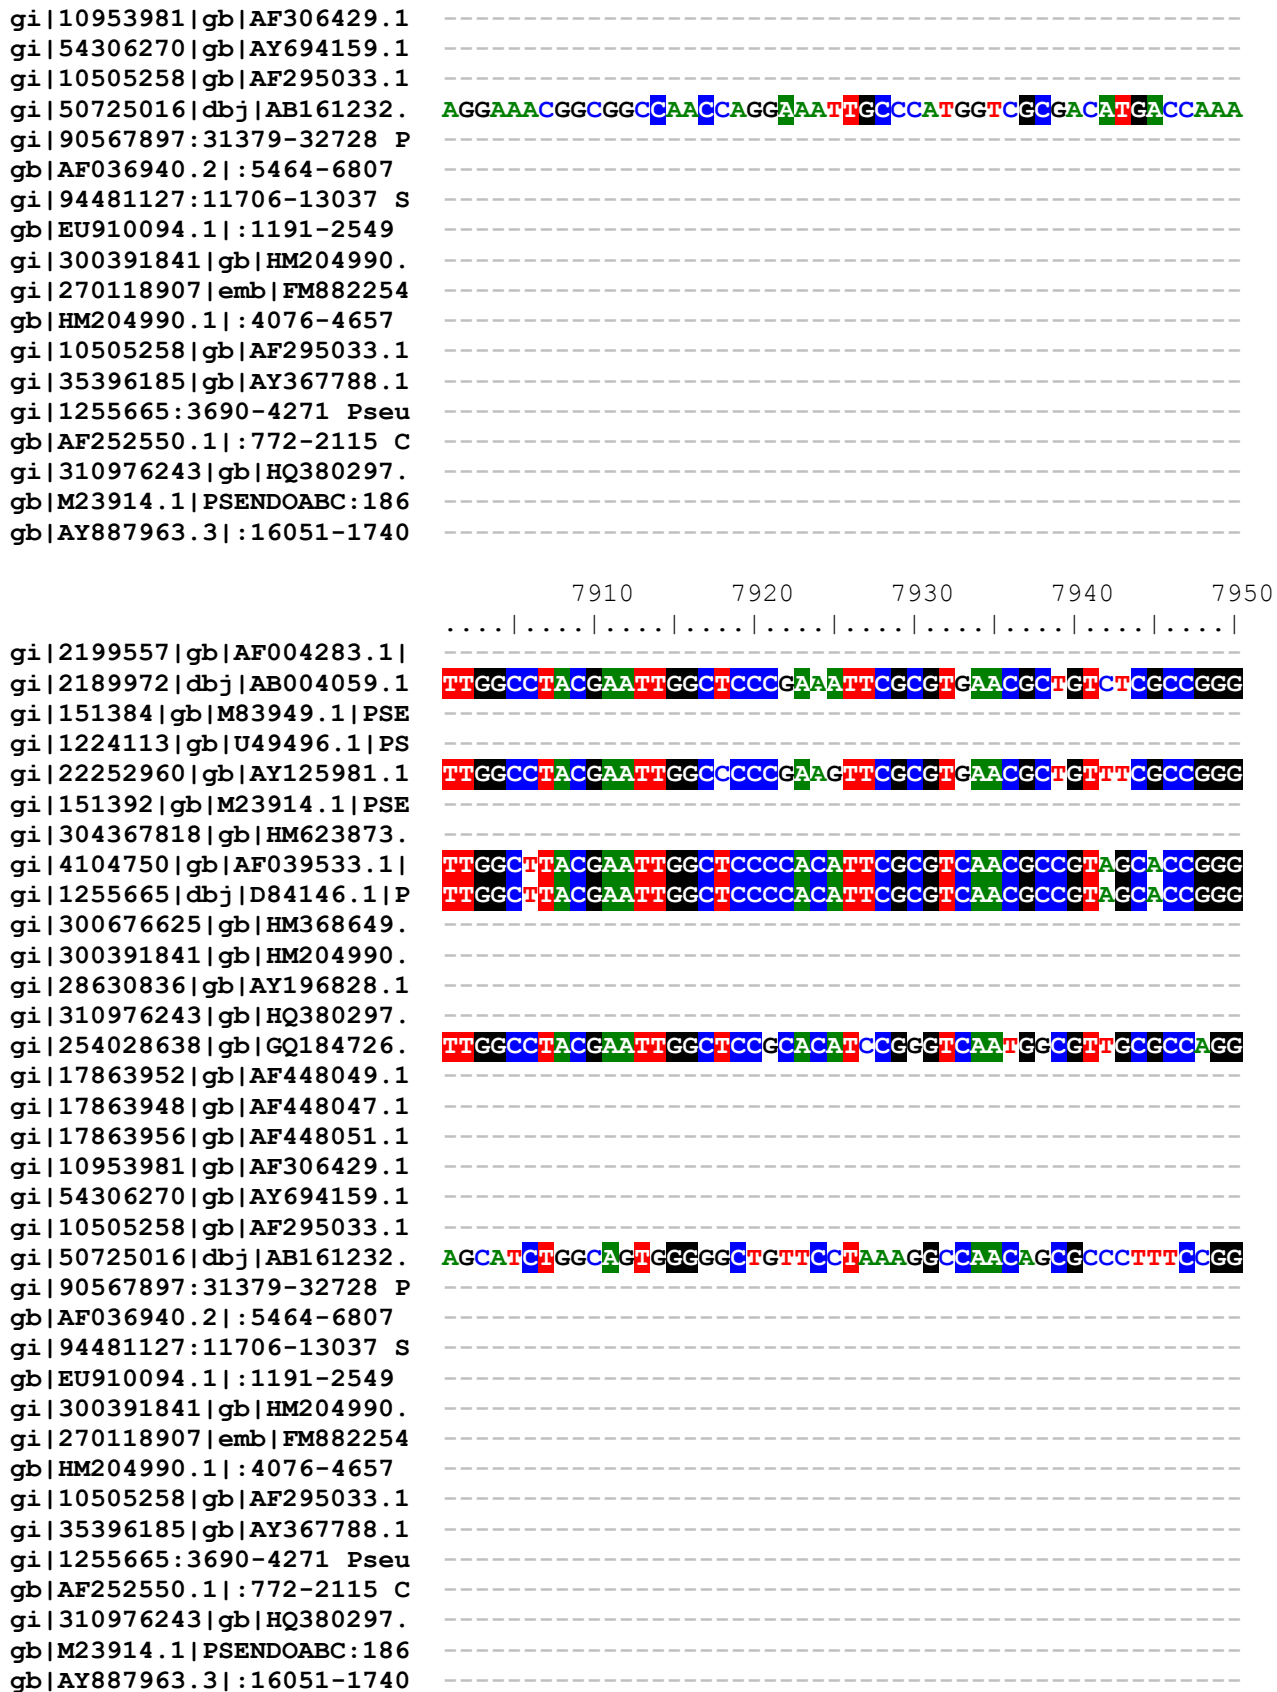 gi|10953981|gb|AF306429.1 --------------------------------------------------
gi|54306270|gb|AY694159.1 --------------------------------------------------
gi|10505258|gb|AF295033.1 --------------------------------------------------
gi|50725016|dbj|AB161232. AGGAAACGGCGGCCAACCAGGAAATTGCCCATGGTCGCGACATGACCAAA
gi|90567897:31379-32728 P --------------------------------------------------
gb|AF036940.2|:5464-6807 --------------------------------------------------
gi|94481127:11706-13037 S --------------------------------------------------
gb|EU910094.1|:1191-2549 --------------------------------------------------
gi|300391841|gb|HM204990. --------------------------------------------------
gi|270118907|emb|FM882254 --------------------------------------------------
gb|HM204990.1|:4076-4657 --------------------------------------------------
gi|10505258|gb|AF295033.1 --------------------------------------------------
gi|35396185|gb|AY367788.1 --------------------------------------------------
gi|1255665:3690-4271 Pseu --------------------------------------------------
gb|AF252550.1|:772-2115 C --------------------------------------------------
gi|310976243|gb|HQ380297. --------------------------------------------------
gb|M23914.1|PSENDOABC:186 --------------------------------------------------
gb|AY887963.3|:16051-1740 --------------------------------------------------
7910 7920 7930 7940 7950
....|....|....|....|....|....|....|....|....|....|
gi|2199557|gb|AF004283.1| --------------------------------------------------
gi|2189972|dbj|AB004059.1 TTGGCCTACGAATTGGCTCCCGAAATTCGCGTGAACGCTGTCTCGCCGGG
gi|151384|gb|M83949.1|PSE --------------------------------------------------
gi|1224113|gb|U49496.1|PS --------------------------------------------------
gi|22252960|gb|AY125981.1 TTGGCCTACGAATTGGCCCCCGAAGTTCGCGTGAACGCTGTTTCGCCGGG
gi|151392|gb|M23914.1|PSE --------------------------------------------------
gi|304367818|gb|HM623873. --------------------------------------------------
gi|4104750|gb|AF039533.1| TTGGCTTACGAATTGGCTCCCCACATTCGCGTCAACGCCGTAGCACCGGG
gi|1255665|dbj|D84146.1|P TTGGCTTACGAATTGGCTCCCCACATTCGCGTCAACGCCGTAGCACCGGG
gi|300676625|gb|HM368649. --------------------------------------------------
gi|300391841|gb|HM204990. --------------------------------------------------
gi|28630836|gb|AY196828.1 --------------------------------------------------
gi|310976243|gb|HQ380297. --------------------------------------------------
gi|254028638|gb|GQ184726. TTGGCCTACGAATTGGCTCCGCACATCCGGGTCAATGGCGTTGCGCCAGG
gi|17863952|gb|AF448049.1 --------------------------------------------------
gi|17863948|gb|AF448047.1 --------------------------------------------------
gi|17863956|gb|AF448051.1 --------------------------------------------------
gi|10953981|gb|AF306429.1 --------------------------------------------------
gi|54306270|gb|AY694159.1 --------------------------------------------------
gi|10505258|gb|AF295033.1 --------------------------------------------------
gi|50725016|dbj|AB161232. AGCATCTGGCAGTGGGGGCTGTTCCTAAAGGCCAACAGCGCCCTTTCCGG
gi|90567897:31379-32728 P --------------------------------------------------
gb|AF036940.2|:5464-6807 --------------------------------------------------
gi|94481127:11706-13037 S --------------------------------------------------
gb|EU910094.1|:1191-2549 --------------------------------------------------
gi|300391841|gb|HM204990. --------------------------------------------------
gi|270118907|emb|FM882254 --------------------------------------------------
gb|HM204990.1|:4076-4657 --------------------------------------------------
gi|10505258|gb|AF295033.1 --------------------------------------------------
gi|35396185|gb|AY367788.1 --------------------------------------------------
gi|1255665:3690-4271 Pseu --------------------------------------------------
gb|AF252550.1|:772-2115 C --------------------------------------------------
gi|310976243|gb|HQ380297. --------------------------------------------------
gb|M23914.1|PSENDOABC:186 --------------------------------------------------
gb|AY887963.3|:16051-1740 --------------------------------------------------